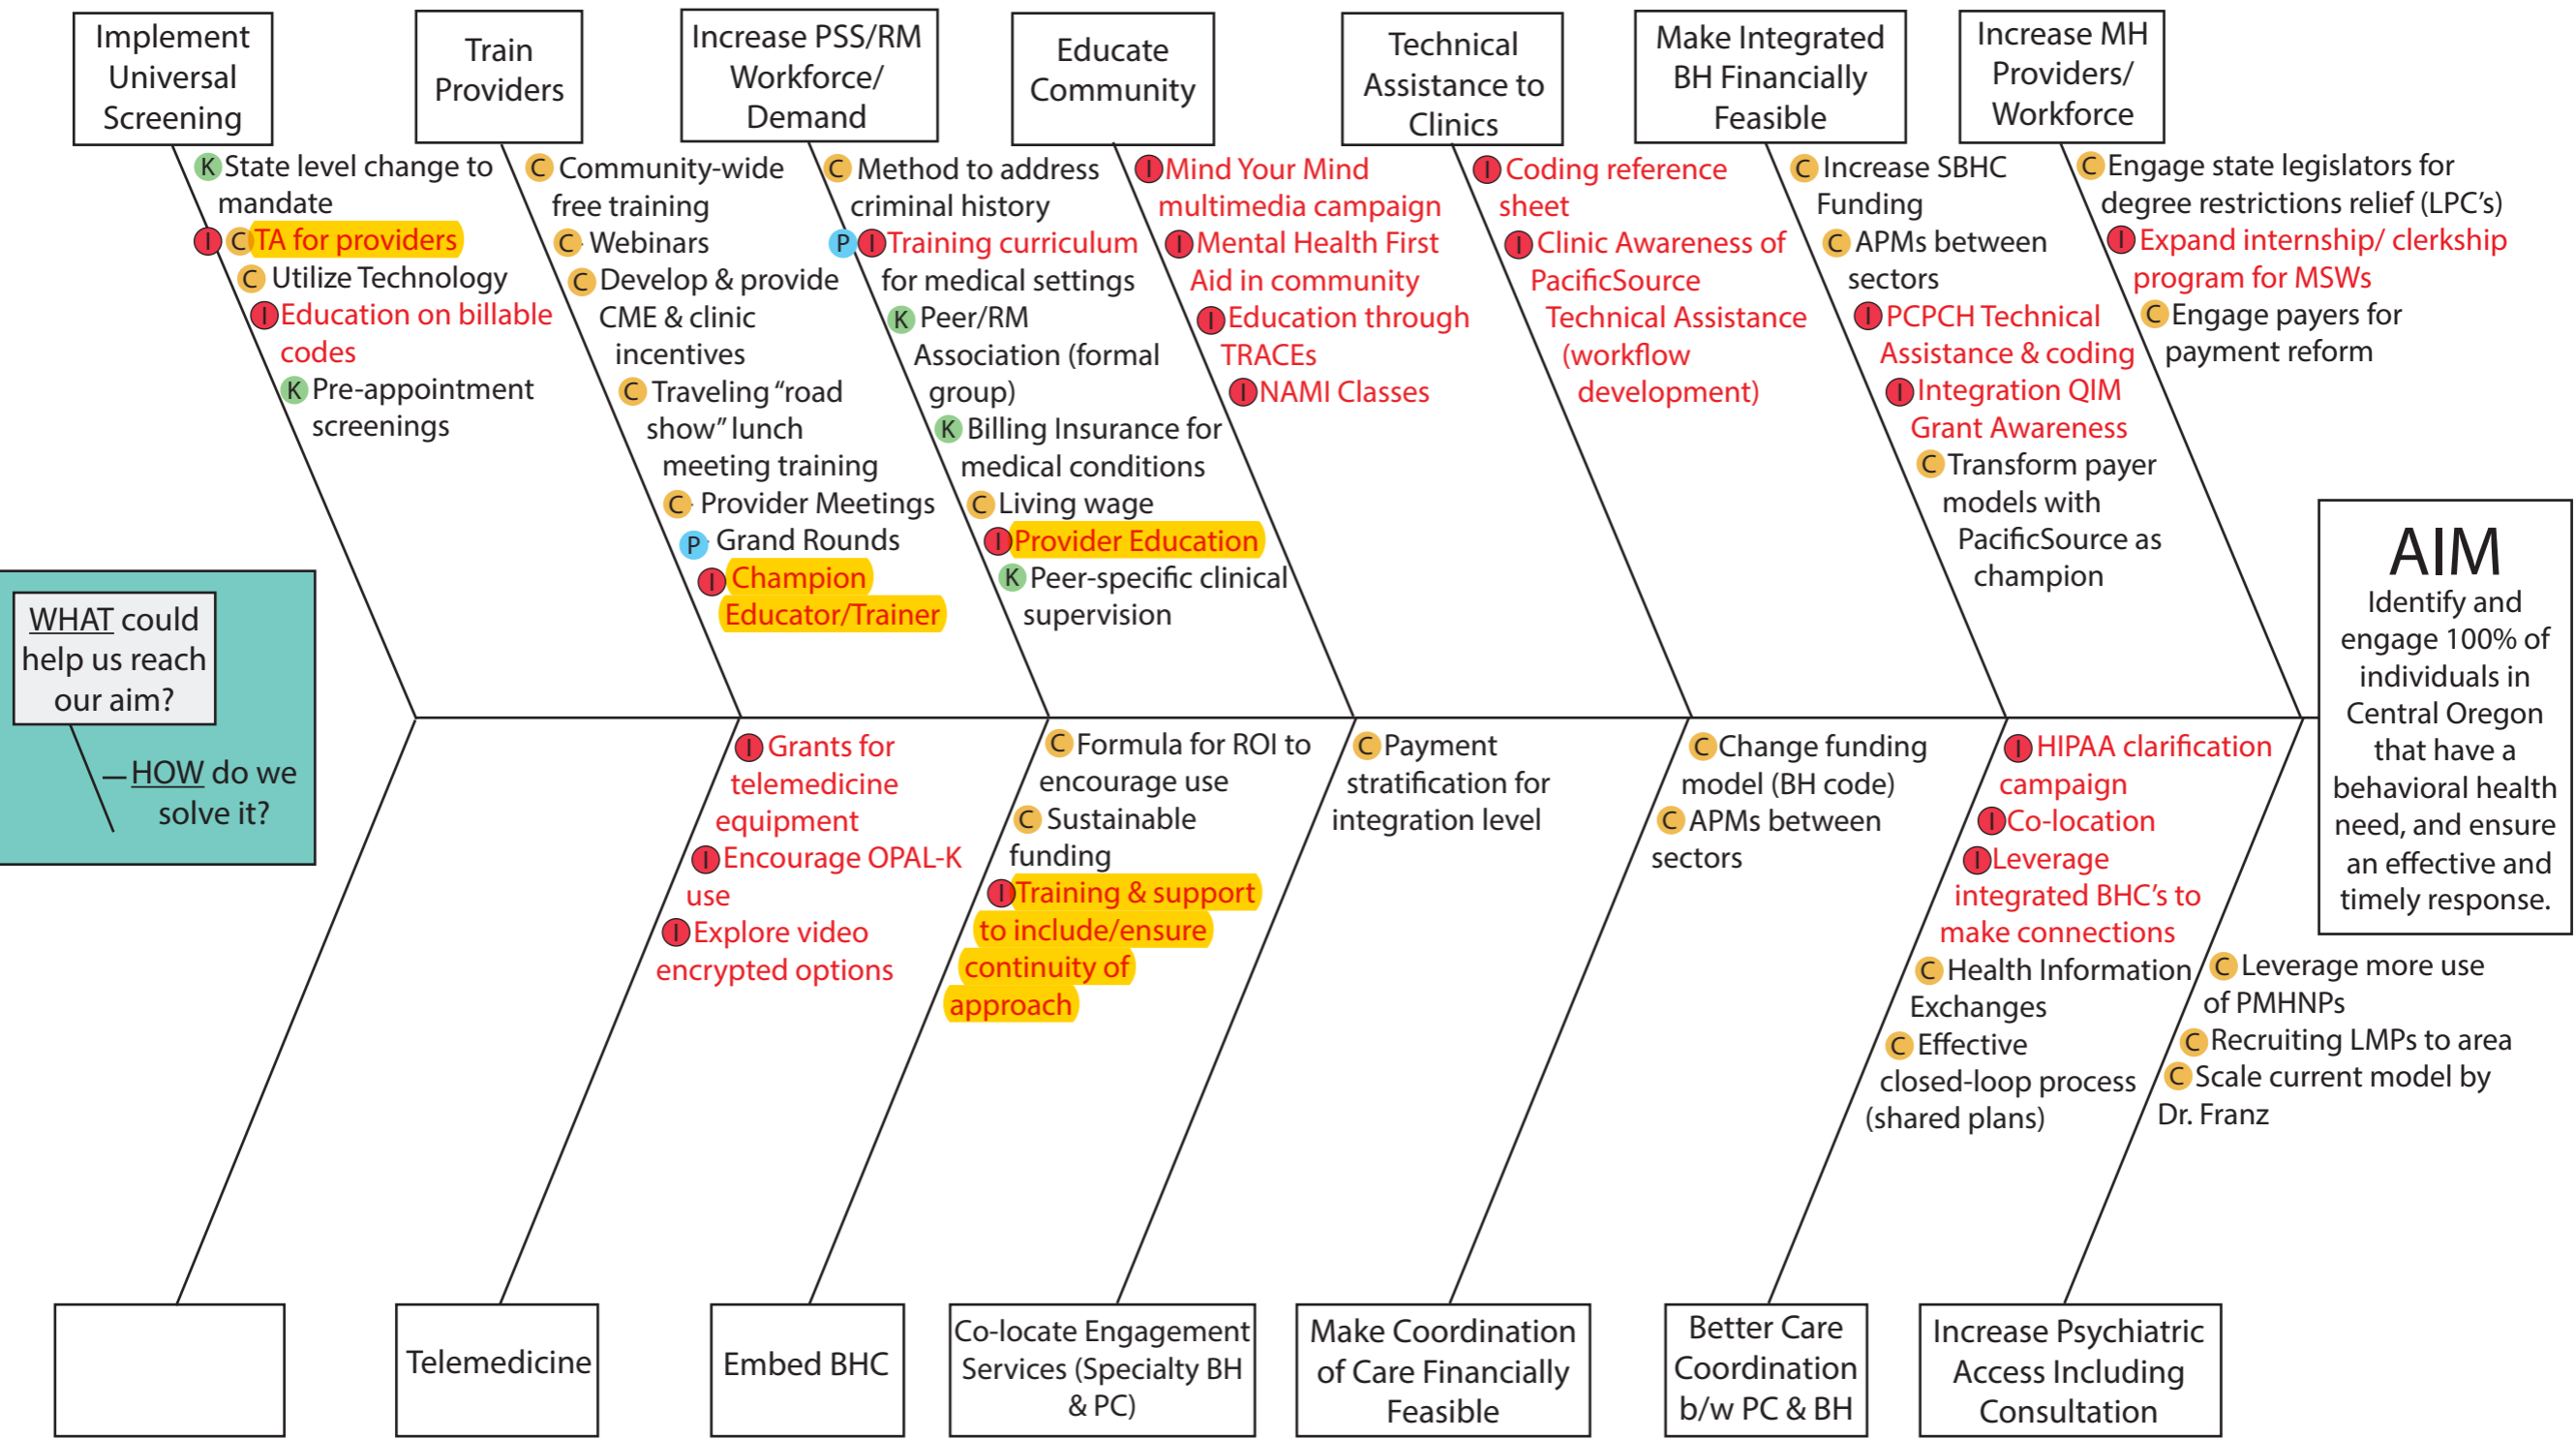 Implement
Universal
Screening
K State level change to
mandate
I C TA for providers
C Utilize Technology
I Education on billable
codes
K Pre-appointment
screenings
Train
Providers
C Community-wide
free training
C Webinars
C Develop & provide
CME & clinic
incentives
C Traveling “road
show” lunch
meeting training
C Provider Meetings
P Grand Rounds
I Champion
Educator/Trainer
Increase PSS/RM
Workforce/
Demand
C Method to address
criminal history
P I Training curriculum
for medical settings
K Peer/RM
Association (formal
group)
K Billing Insurance for
medical conditions
C Living wage
I Provider Education
K Peer-specific clinical
supervision
Educate
Community
I Mind Your Mind
multimedia campaign
I Mental Health First
Aid in community
I Education through
TRACEs
I NAMI Classes
Technical
Assistance to
Clinics
I Coding reference
sheet
I Clinic Awareness of
PacificSource
Technical Assistance
(workflow
development)
Make Integrated
BH Financially
Feasible
C Increase SBHC
Funding
C APMs between
sectors
I PCPCH Technical
Assistance & coding
I Integration QIM
Grant Awareness
C Transform payer
models with
PacificSource as
champion
Increase MH
Providers/
Workforce
C Engage state legislators for
degree restrictions relief (LPC’s)
I Expand internship/ clerkship
program for MSWs
C Engage payers for
payment reform
WHAT could
help us reach
our aim?
HOW do we
solve it?
AIM
Identify and
engage 100% of
individuals in
Central Oregon
that have a
behavioral health
need, and ensure
an effective and
timely response.
I Grants for
telemedicine
equipment
I Encourage OPAL-K
use
I Explore video
encrypted options
Telemedicine
C Formula for ROI to
encourage use
C Sustainable
funding
I Training & support
to include/ensure
continuity of
approach
Embed BHC
C Payment
stratification for
integration level
Co-locate Engagement
Services (Specialty BH
& PC)
C Change funding
model (BH code)
C APMs between
sectors
Make Coordination
of Care Financially
Feasible
I HIPAA clarification
campaign
I Co-location
I Leverage
integrated BHC’s to
make connections
C Health Information
Exchanges
C Effective
closed-loop process
(shared plans)
Better Care
Coordination
b/w PC & BH
C Leverage more use
of PMHNPs
C Recruiting LMPs to area
C Scale current model by
Dr. Franz
Increase Psychiatric
Access Including
Consultation